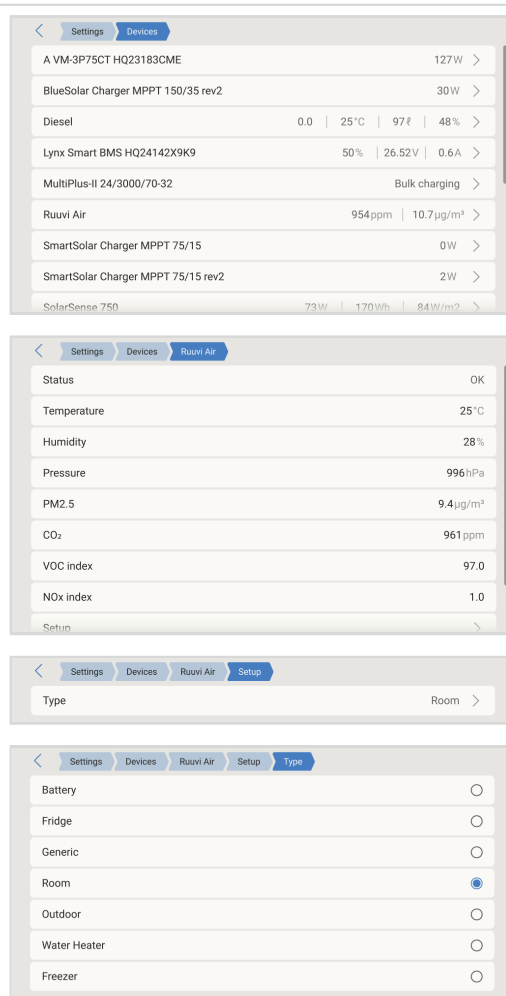 Settings Devices
A VM-3P75CT HQ23183CME 127W
BlueSolar Charger MPPT 150/35 rev2 30W
Diesel 0.0 25°C 97ℓ 48%
Lynx Smart BMS HQ24142X9K9 50% 26.52V 0.6A
MultiPlus-II 24/3000/70-32 Bulk charging
Ruuvi Air 954ppm 10.7µg/m³
SmartSolar Charger MPPT 75/15 0W
SmartSolar Charger MPPT 75/15 rev2 2W
SolarSense 750 73W 170Wh 84W/m2
Settings Devices Ruuvi Air
Status OK
Temperature 25°C
Humidity 28%
Pressure 996hPa
PM2.5 9.4µg/m³
CO₂ 961ppm
VOC index 97.0
NOx index 1.0
Setup
Settings Devices Ruuvi Air Setup
Type Room
Settings Devices Ruuvi Air Setup Type
Battery
Fridge
Generic
Room
Outdoor
Water Heater
Freezer